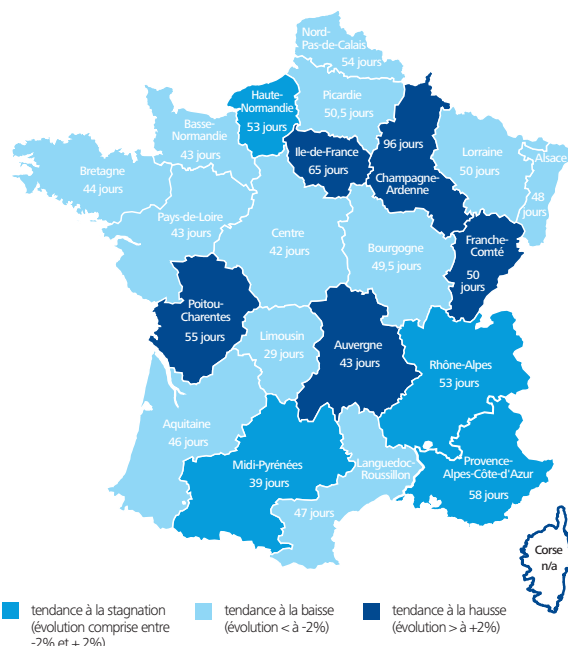 Nord-
Pas-de-Calais
54 jours
Haute-
Normandie
53 jours
Picardie
50,5 jours
Basse-
Normandie
43 jours
Ile-de-France
65 jours
96 jours
Champagne-
Ardenne
Lorraine
50 jours
Alsace
48
jours
Bretagne
44 jours
Pays-de-Loire
43 jours
Centre
42 jours
Bourgogne
49,5 jours
Franche-
Comté
50
jours
Poitou-
Charentes
55 jours
Limousin
29 jours
Auvergne
43 jours
Rhône-Alpes
53 jours
Aquitaine
46 jours
Midi-Pyrénées
39 jours
Languedoc-
Roussillon
47 jours
Provence-
Alpes-Côte-d'Azur
58 jours
Corse
n/a
tendance à la stagnation
(évolution comprise entre
-2% et + 2%)
tendance à la baisse
(évolution < à -2%)
tendance à la hausse
(évolution > à +2%)